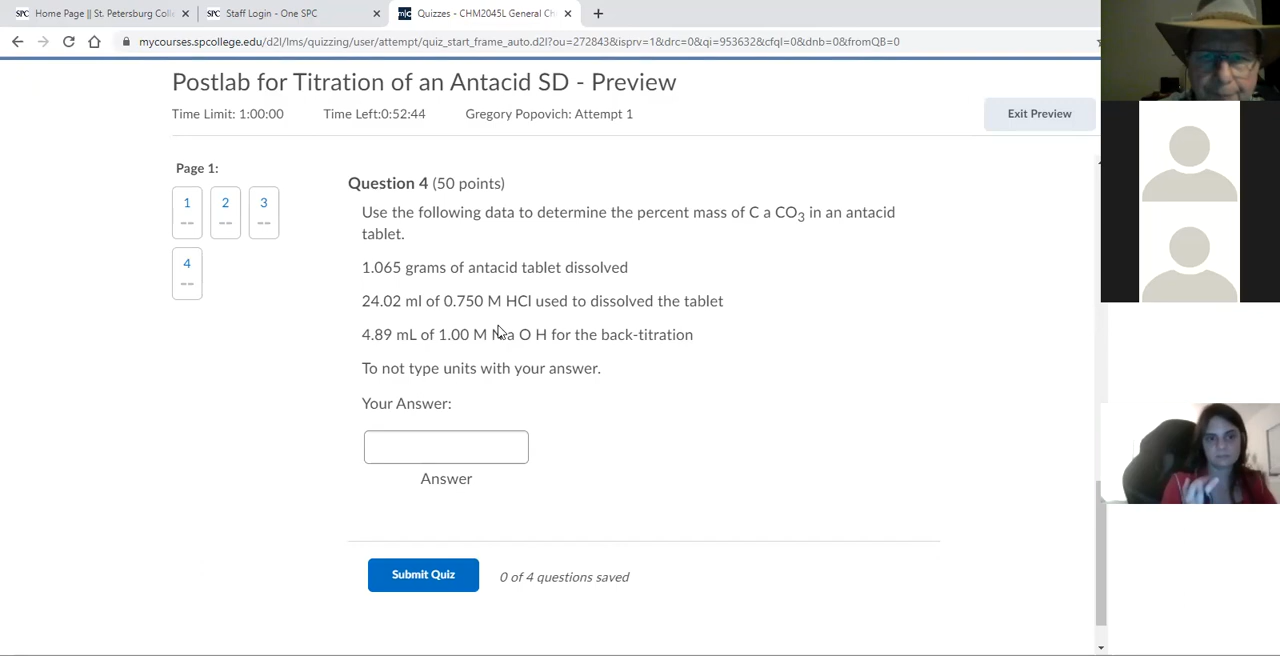 Home Page || St. Petersburg Coll
Staff Login - One SPC
Quizzes - CHM2045L General Ch
mycourses.spcollege.edu/d2l/lms/quizzing/user/attempt/quiz_start_frame_auto.d2l?ou=272843&isprv=1&drc=0&qi=953632&cfql=0&dnb=0&fromQB=0
Postlab for Titration of an Antacid SD - Preview
Time Limit: 1:00:00 Time Left:0:52:44 Gregory Popovich: Attempt 1
Exit Preview
Page 1:
1 2 3
-- -- --
4
--
Question 4 (50 points)
Use the following data to determine the percent mass of C a CO3 in an antacid
tablet.
1.065 grams of antacid tablet dissolved
24.02 ml of 0.750 M HCl used to dissolved the tablet
4.89 mL of 1.00 M N a O H for the back-titration
To not type units with your answer.
Your Answer:
Answer
Submit Quiz 0 of 4 questions saved